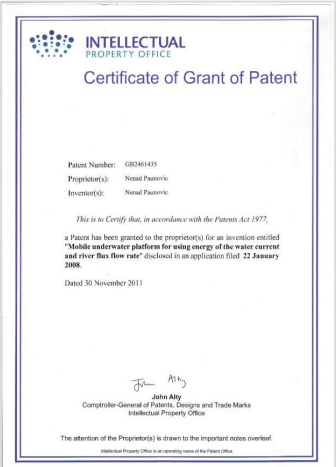 INTELLECTUAL
PROPERTY OFFICE
Certificate of Grant of Patent
Patent Number: GB2461435
Proprietor(s): Nenad Paunovic
Inventor(s): Nenad Paunovic
This is to Certify that, in accordance with the Patents Act 1977,
a Patent has been granted to the proprietor(s) for an invention entitled
"Mobile underwater platform for using energy of the water current
and river flux flow rate" disclosed in an application filed 22 January
2008.
Dated 30 November 2011
John Alty
John Alty
Comptroller-General of Patents, Designs and Trade Marks
Intellectual Property Office
The attention of the Proprietor(s) is drawn to the important notes overleaf.
Intellectual Property Office is an operating name of the Patent Office